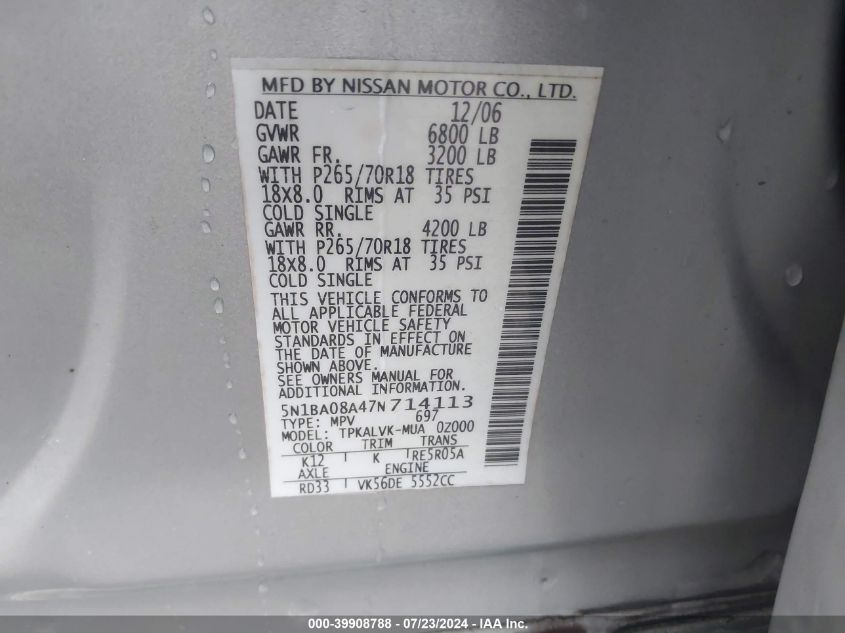 MFD BY NISSAN MOTOR CO., LTD.
DATE 12/06
GVWR 6800 LB
GAWR FR. 3200 LB
WITH P265/70R18 TIRES
18X8.0 RIMS AT 35 PSI
COLD SINGLE
GAWR RR. 4200 LB
WITH P265/70R18 TIRES
18X8.0 RIMS AT 35 PSI
COLD SINGLE
THIS VEHICLE CONFORMS TO
ALL APPLICABLE FEDERAL
MOTOR VEHICLE SAFETY
STANDARDS IN EFFECT ON
THE DATE OF MANUFACTURE
SHOWN ABOVE.
SEE OWNERS MANUAL FOR
ADDITIONAL INFORMATION.
5N1BA08A47N 714113
TYPE: MPV 697
MODEL: TPKALVK-MUA 0Z000
COLOR TRIM TRANS
K12 K RE5R05A
AXLE ENGINE
RD33 VK56DE 5552CC
000-39908788 - 07/23/2024 - IAA Inc.